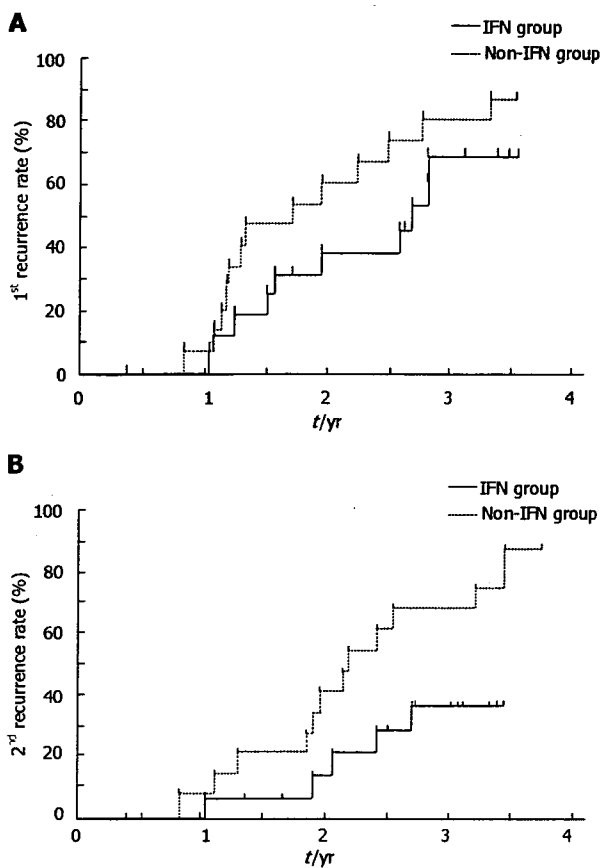 A
IFN group
Non-IFN group
100
80
60
40
20
0
1st recurrence rate (%)
0 1 2 3 4
t/yr
B
IFN group
Non-IFN group
100
80
60
40
20
0
2nd recurrence rate (%)
0 1 2 3 4
t/yr